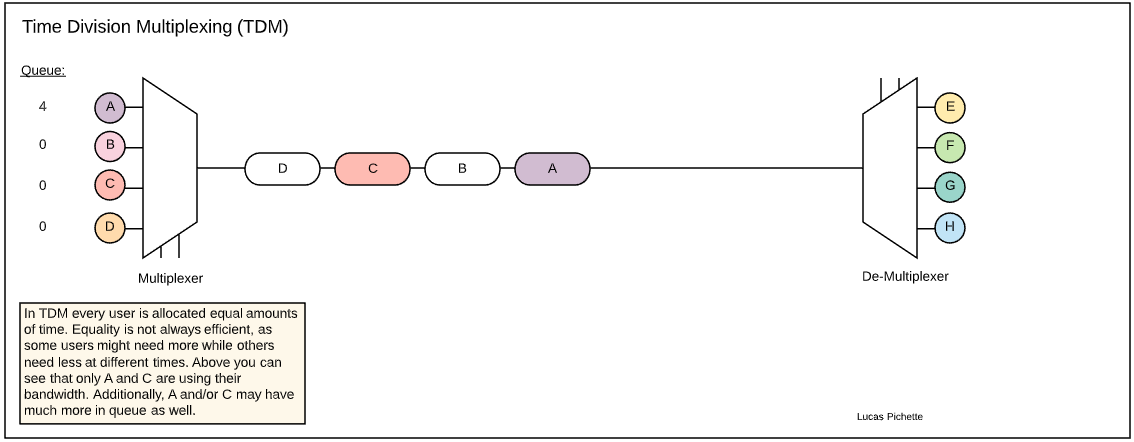 Time Division Multiplexing (TDM)
Queue:
4
A
E
0
B
F
D
C
B
A
0
C
G
0
D
H
Multiplexer
De-Multiplexer
In TDM every user is allocated equal amounts
of time. Equality is not always efficient, as
some users might need more while others
need less at different times. Above you can
see that only A and C are using their
bandwidth. Additionally, A and/or C may have
much more in queue as well.
Lucas Pichette